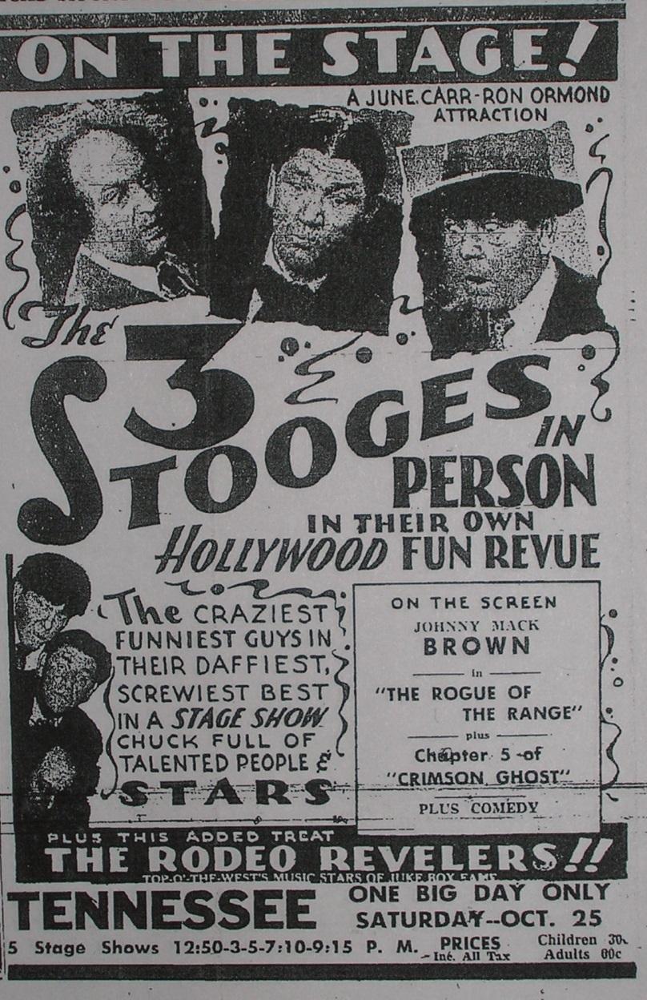 ON THE STAGE!
A JUNE CARR-RON ORMOND
ATTRACTION
The
3
STOOGES
IN
PERSON
IN THEIR OWN
HOLLYWOOD FUN REVUE
The CRAZIEST
FUNNIEST GUYS IN
THEIR DAFFIEST,
SCREWIEST BEST
IN A STAGE SHOW
CHUCK FULL OF
TALENTED PEOPLE &
STARS
ON THE SCREEN
JOHNNY MACK
BROWN
in
"THE ROGUE OF
THE RANGE"
plus
Chapter 5 of
"CRIMSON GHOST"
PLUS COMEDY
PLUS THIS ADDED TREAT
THE RODEO REVELERS!!
TOP-O'-THE-WEST'S MUSIC STARS OF JUKE BOX FAME
TENNESSEE
ONE BIG DAY ONLY
SATURDAY--OCT. 25
5 Stage Shows 12:50-3-5-7:10-9:15 P. M.
PRICES
Inc. All Tax
Children 30c
Adults